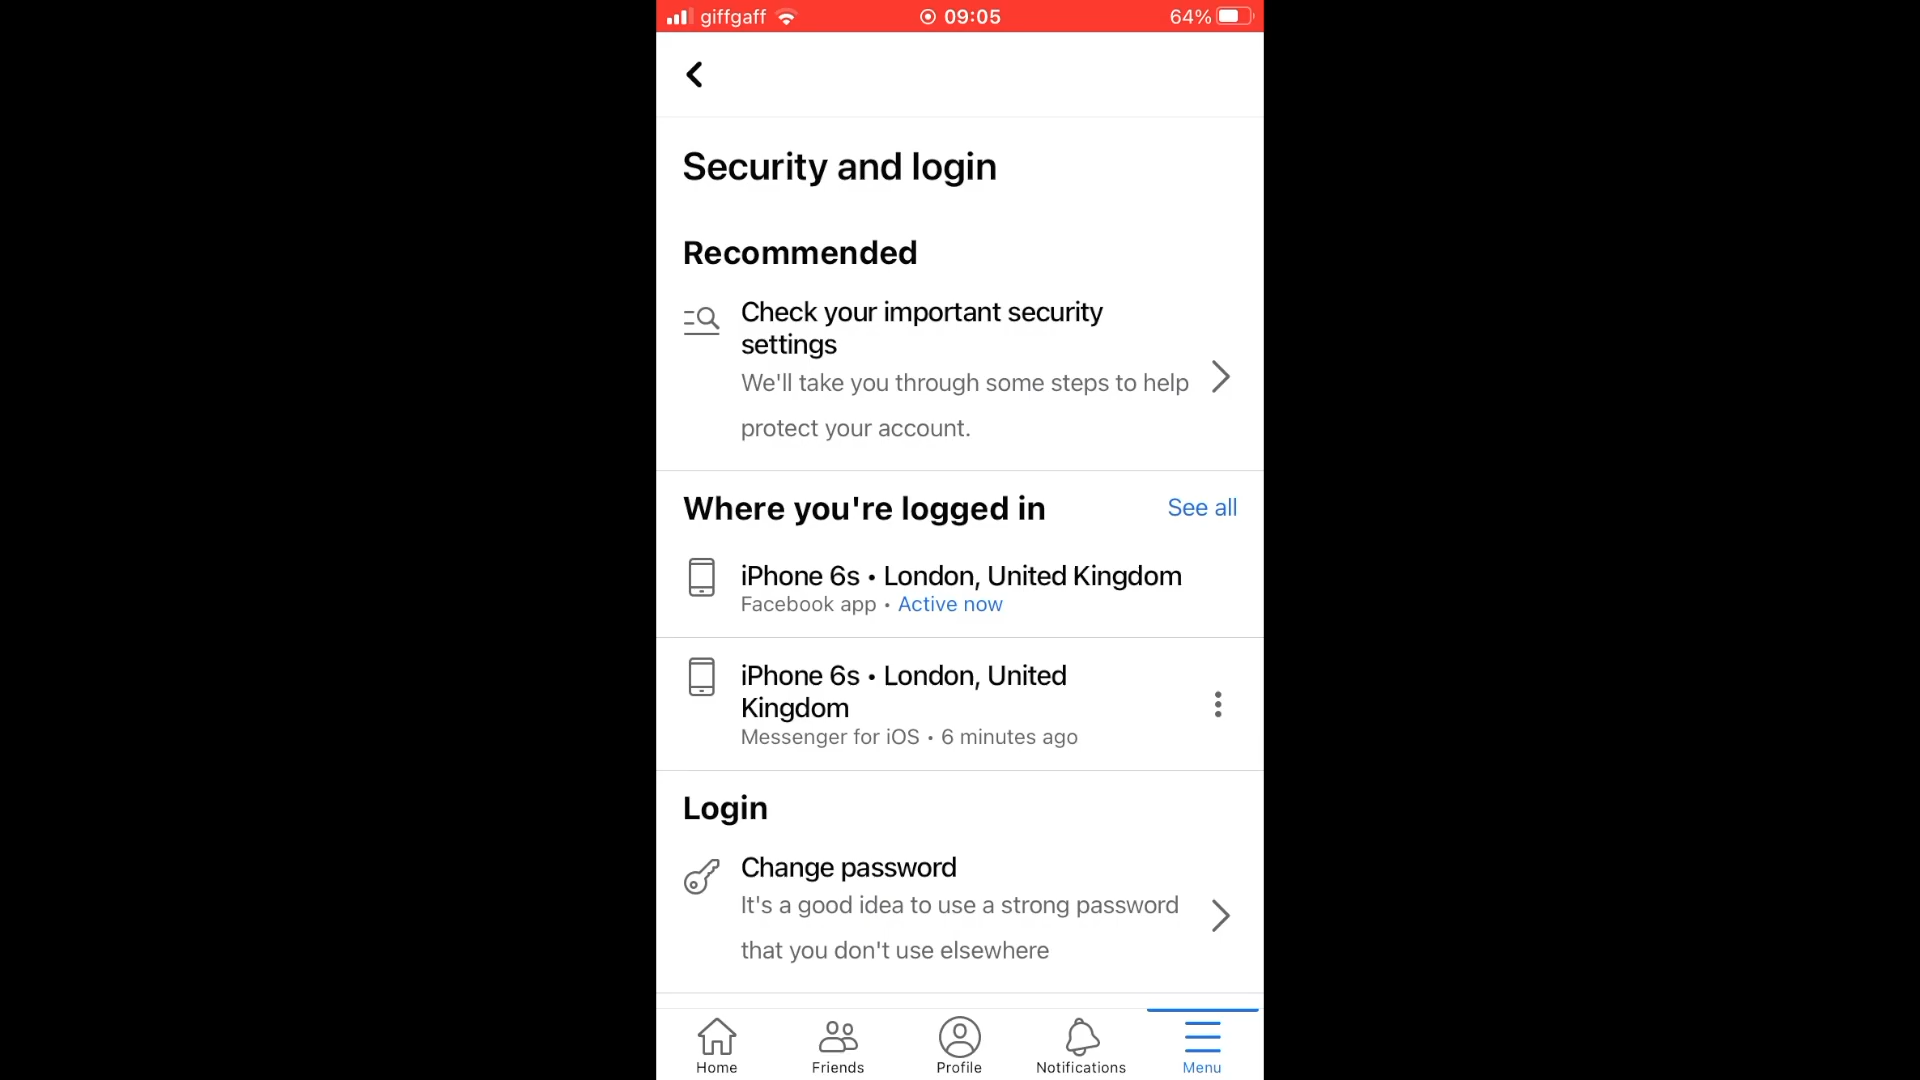 giffgaff 09:05 64%
Security and login
Recommended
Check your important security
settings
We'll take you through some steps to help
protect your account.
Where you're logged in See all
iPhone 6s • London, United Kingdom
Facebook app • Active now
iPhone 6s • London, United
Kingdom
Messenger for iOS • 6 minutes ago
Login
Change password
It's a good idea to use a strong password
that you don't use elsewhere
Home Friends Profile Notifications Menu